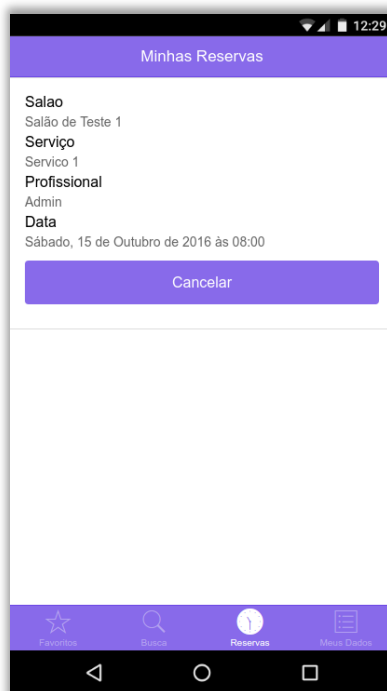 12:29
Minhas Reservas
Salao
Salão de Teste 1
Serviço
Servico 1
Profissional
Admin
Data
Sábado, 15 de Outubro de 2016 às 08:00
Cancelar
Favoritos Busca Reservas Meus Dados